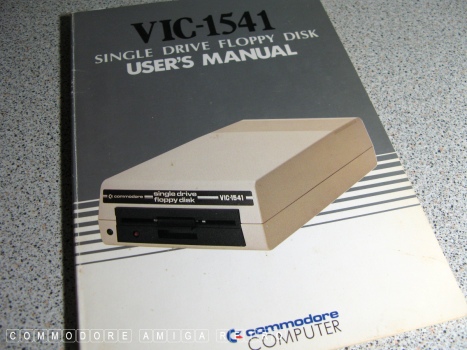 VIC-1541
SINGLE DRIVE FLOPPY DISK
USER'S MANUAL
commodore
single drive
floppy disk
VIC-1541
commodore
COMPUTER
COMMODORE AMIGA R